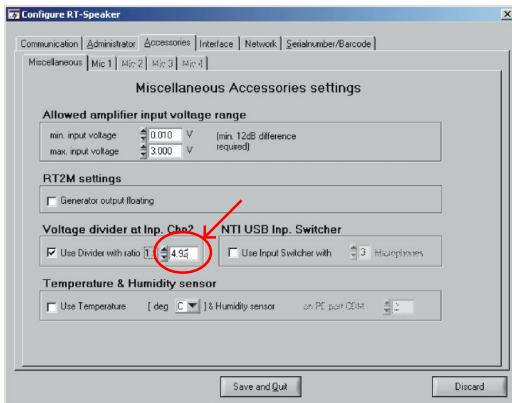 Configure RT-Speaker
Communication Administrator Accessories Interface Network Serialnumber/Barcode
Miscellaneous Mic 1 Mic 2 Mic 3 Mic 4
Miscellaneous Accessories settings
Allowed amplifier input voltage range
min. input voltage 0.010 V (min. 12dB difference
max. input voltage 3.000 V required)
RT2M settings
Generator output floating
Voltage divider at Inp. Cha2 NTI USB Inp. Switcher
Use Divider with ratio 1: Use Input Switcher with 3 Microphones
Temperature & Humidity sensor
Use Temperature [ deg C ] & Humidity sensor on PC port COM
Save and Quit Discard